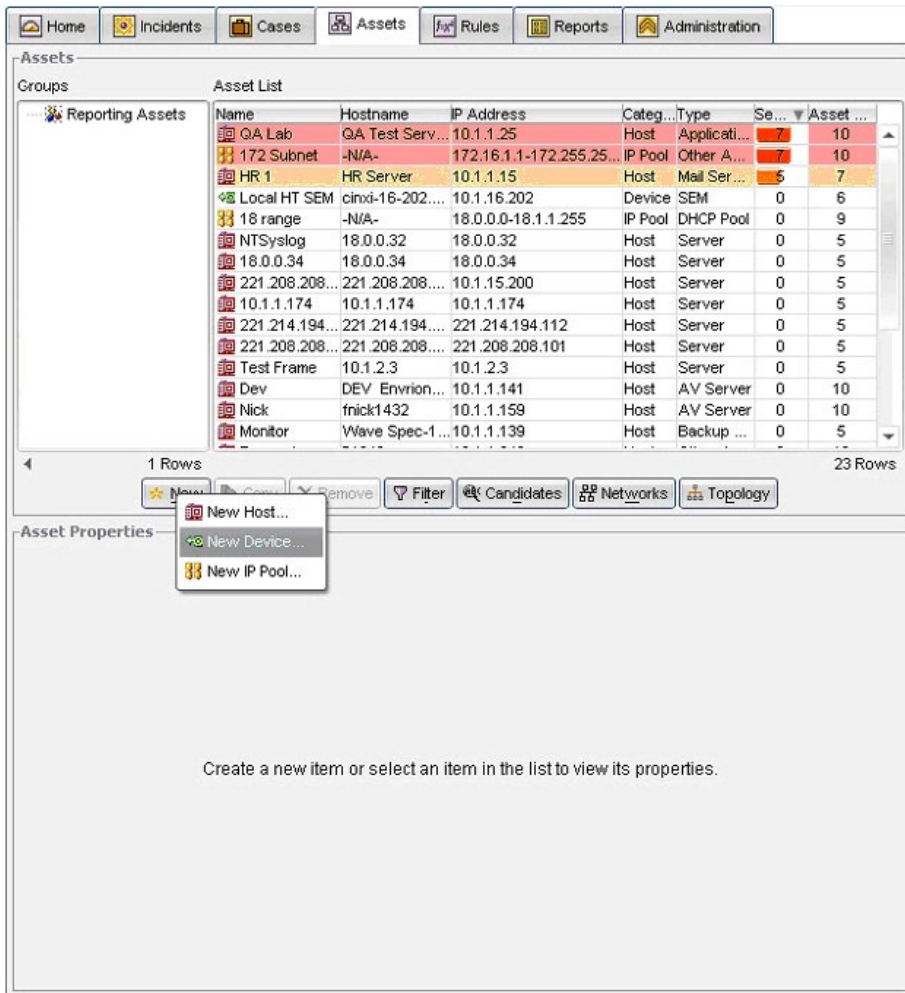 Home Incidents Cases Assets Rules Reports Administration
Assets
Groups Asset List
Reporting Assets
Name Hostname IP Address Categ... Type Se... Asset ...
QA Lab QA Test Serv... 10.1.1.25 Host Applicati... 7 10
172 Subnet -N/A- 172.16.1.1-172.255.25... IP Pool Other A... 7 10
HR 1 HR Server 10.1.1.15 Host Mail Ser... 5 7
Local HT SEM cinxi-16-202.... 10.1.16.202 Device SEM 0 6
18 range -N/A- 18.0.0.0-18.1.1.255 IP Pool DHCP Pool 0 9
NTSyslog 18.0.0.32 18.0.0.32 Host Server 0 5
18.0.0.34 18.0.0.34 18.0.0.34 Host Server 0 5
221.208.208... 221.208.208.... 10.1.15.200 Host Server 0 5
10.1.1.174 10.1.1.174 10.1.1.174 Host Server 0 5
221.214.194... 221.214.194.... 221.214.194.112 Host Server 0 5
221.208.208... 221.208.208.... 221.208.208.101 Host Server 0 5
Test Frame 10.1.2.3 10.1.2.3 Host Server 0 5
Dev DEV Envrion... 10.1.1.141 Host AV Server 0 10
Nick fnick1432 10.1.1.159 Host AV Server 0 10
Monitor Wave Spec-1... 10.1.1.139 Host Backup ... 0 5
1 Rows 23 Rows
New Copy Remove Filter Candidates Networks Topology
New Host...
New Device...
New IP Pool...
Asset Properties
Create a new item or select an item in the list to view its properties.